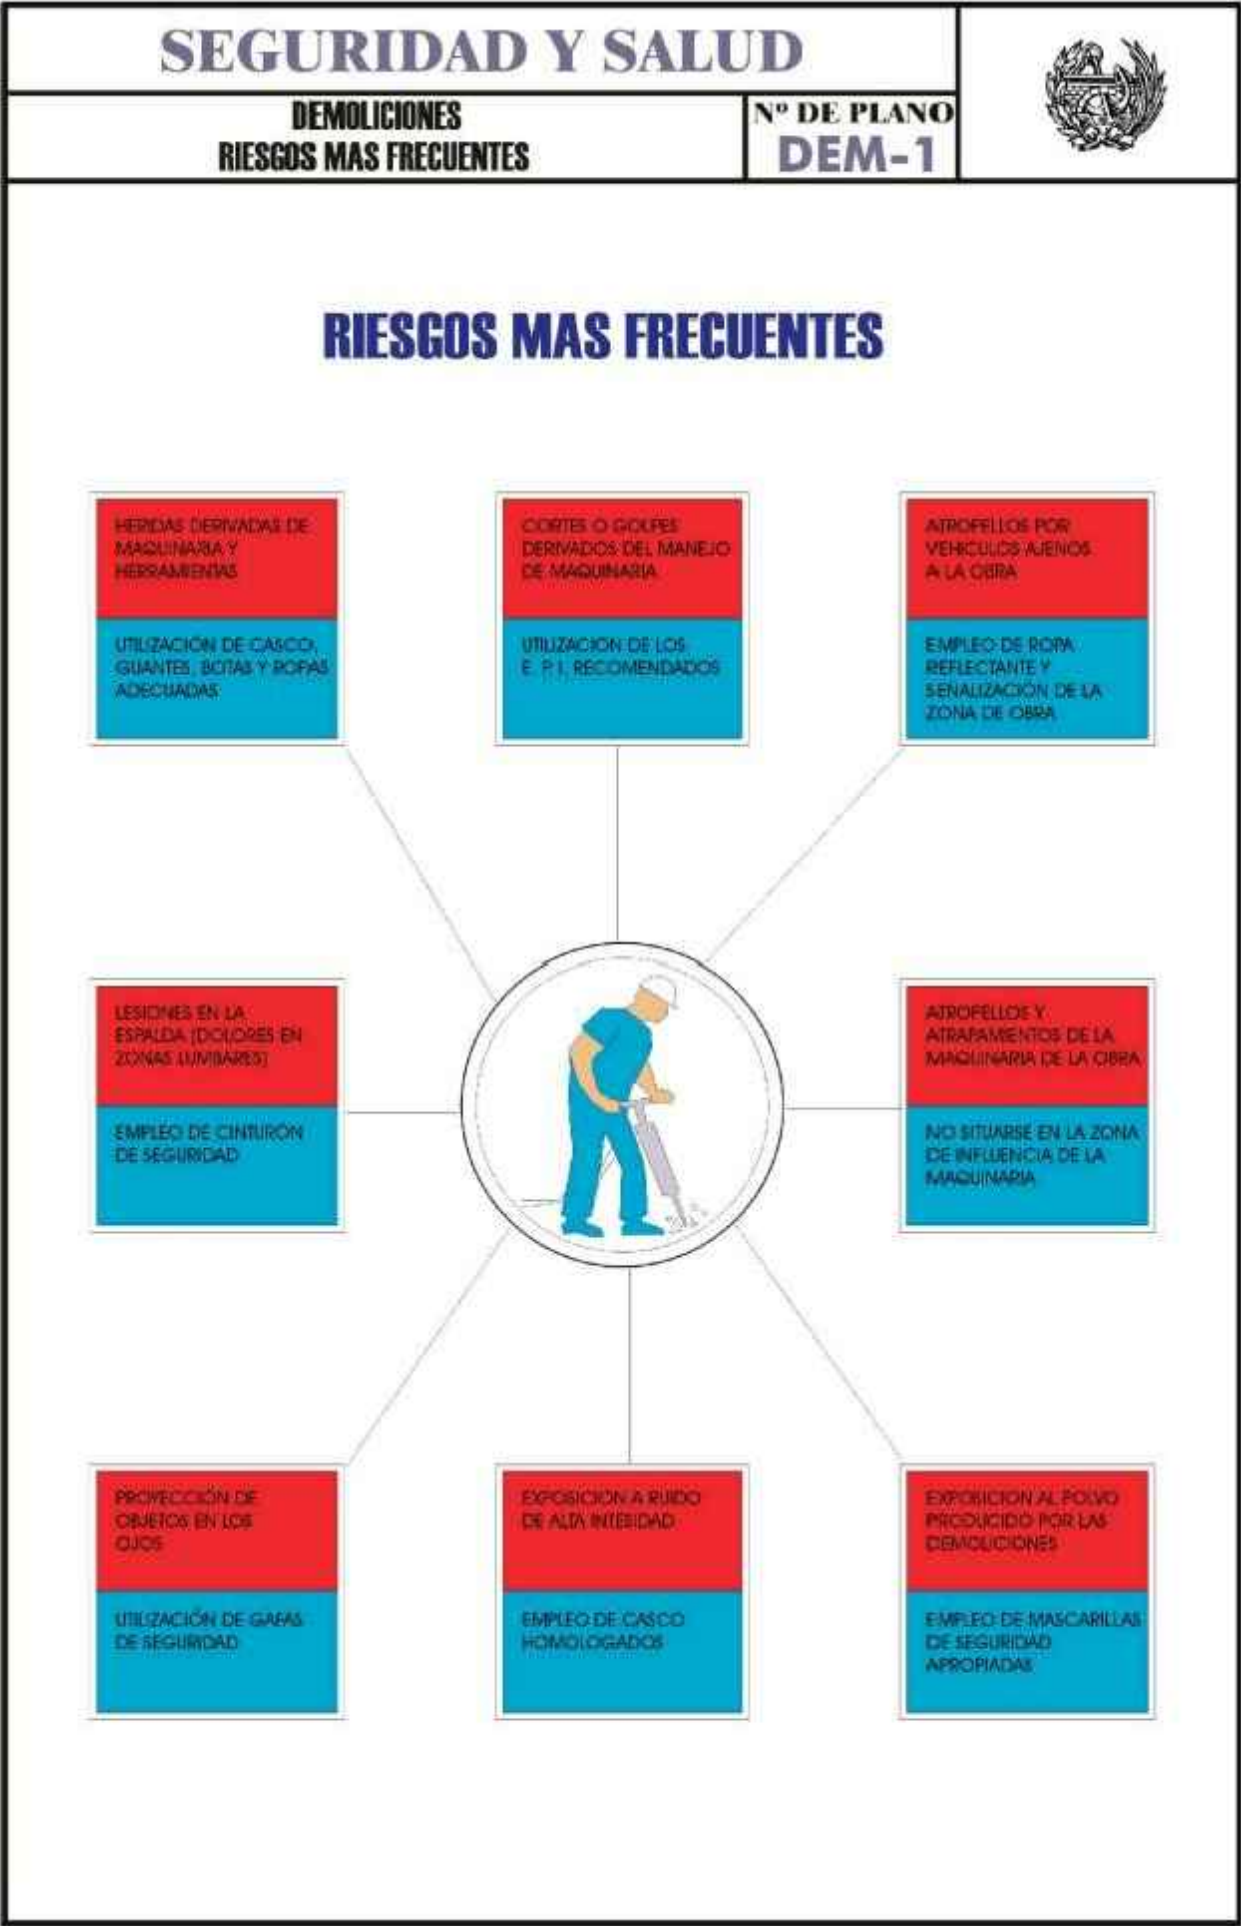 SEGURIDAD Y SALUD
DEMOLICIONES
RIESGOS MAS FRECUENTES
Nº DE PLANO
DEM-1
RIESGOS MAS FRECUENTES
HERIDAS DERIVADAS DE
MAQUINARIA Y
HERRAMIENTAS
UTILIZACIÓN DE CASCO,
GUANTES, BOTAS Y ROPAS
ADECUADAS
CORTES O GOLPES
DERIVADOS DEL MANEJO
DE MAQUINARIA
UTILIZACION DE LOS
E. P. I. RECOMENDADOS
ATROPELLOS POR
VEHICULOS AJENOS
A LA OBRA
EMPLEO DE ROPA
REFLECTANTE Y
SENALIZACION DE LA
ZONA DE OBRA
LESIONES EN LA
ESPALDA (DOLORES EN
ZONAS LUMBARES)
EMPLEO DE CINTURON
DE SEGURIDAD
ATROPELLOS Y
ATRAPAMIENTOS DE LA
MAQUINARIA DE LA OBRA
NO SITUARSE EN LA ZONA
DE INFLUENCIA DE LA
MAQUINARIA
PROYECCIÓN DE
OBJETOS EN LOS
OJOS
UTILIZACIÓN DE GAFAS
DE SEGURIDAD
EXPOSICION A RUIDO
DE ALTA INTESIDAD
EMPLEO DE CASCO
HOMOLOGADOS
EXPOSICION AL POLVO
PRODUCIDO POR LAS
DEMOLICIONES
EMPLEO DE MASCARILLAS
DE SEGURIDAD
APROPIADAS